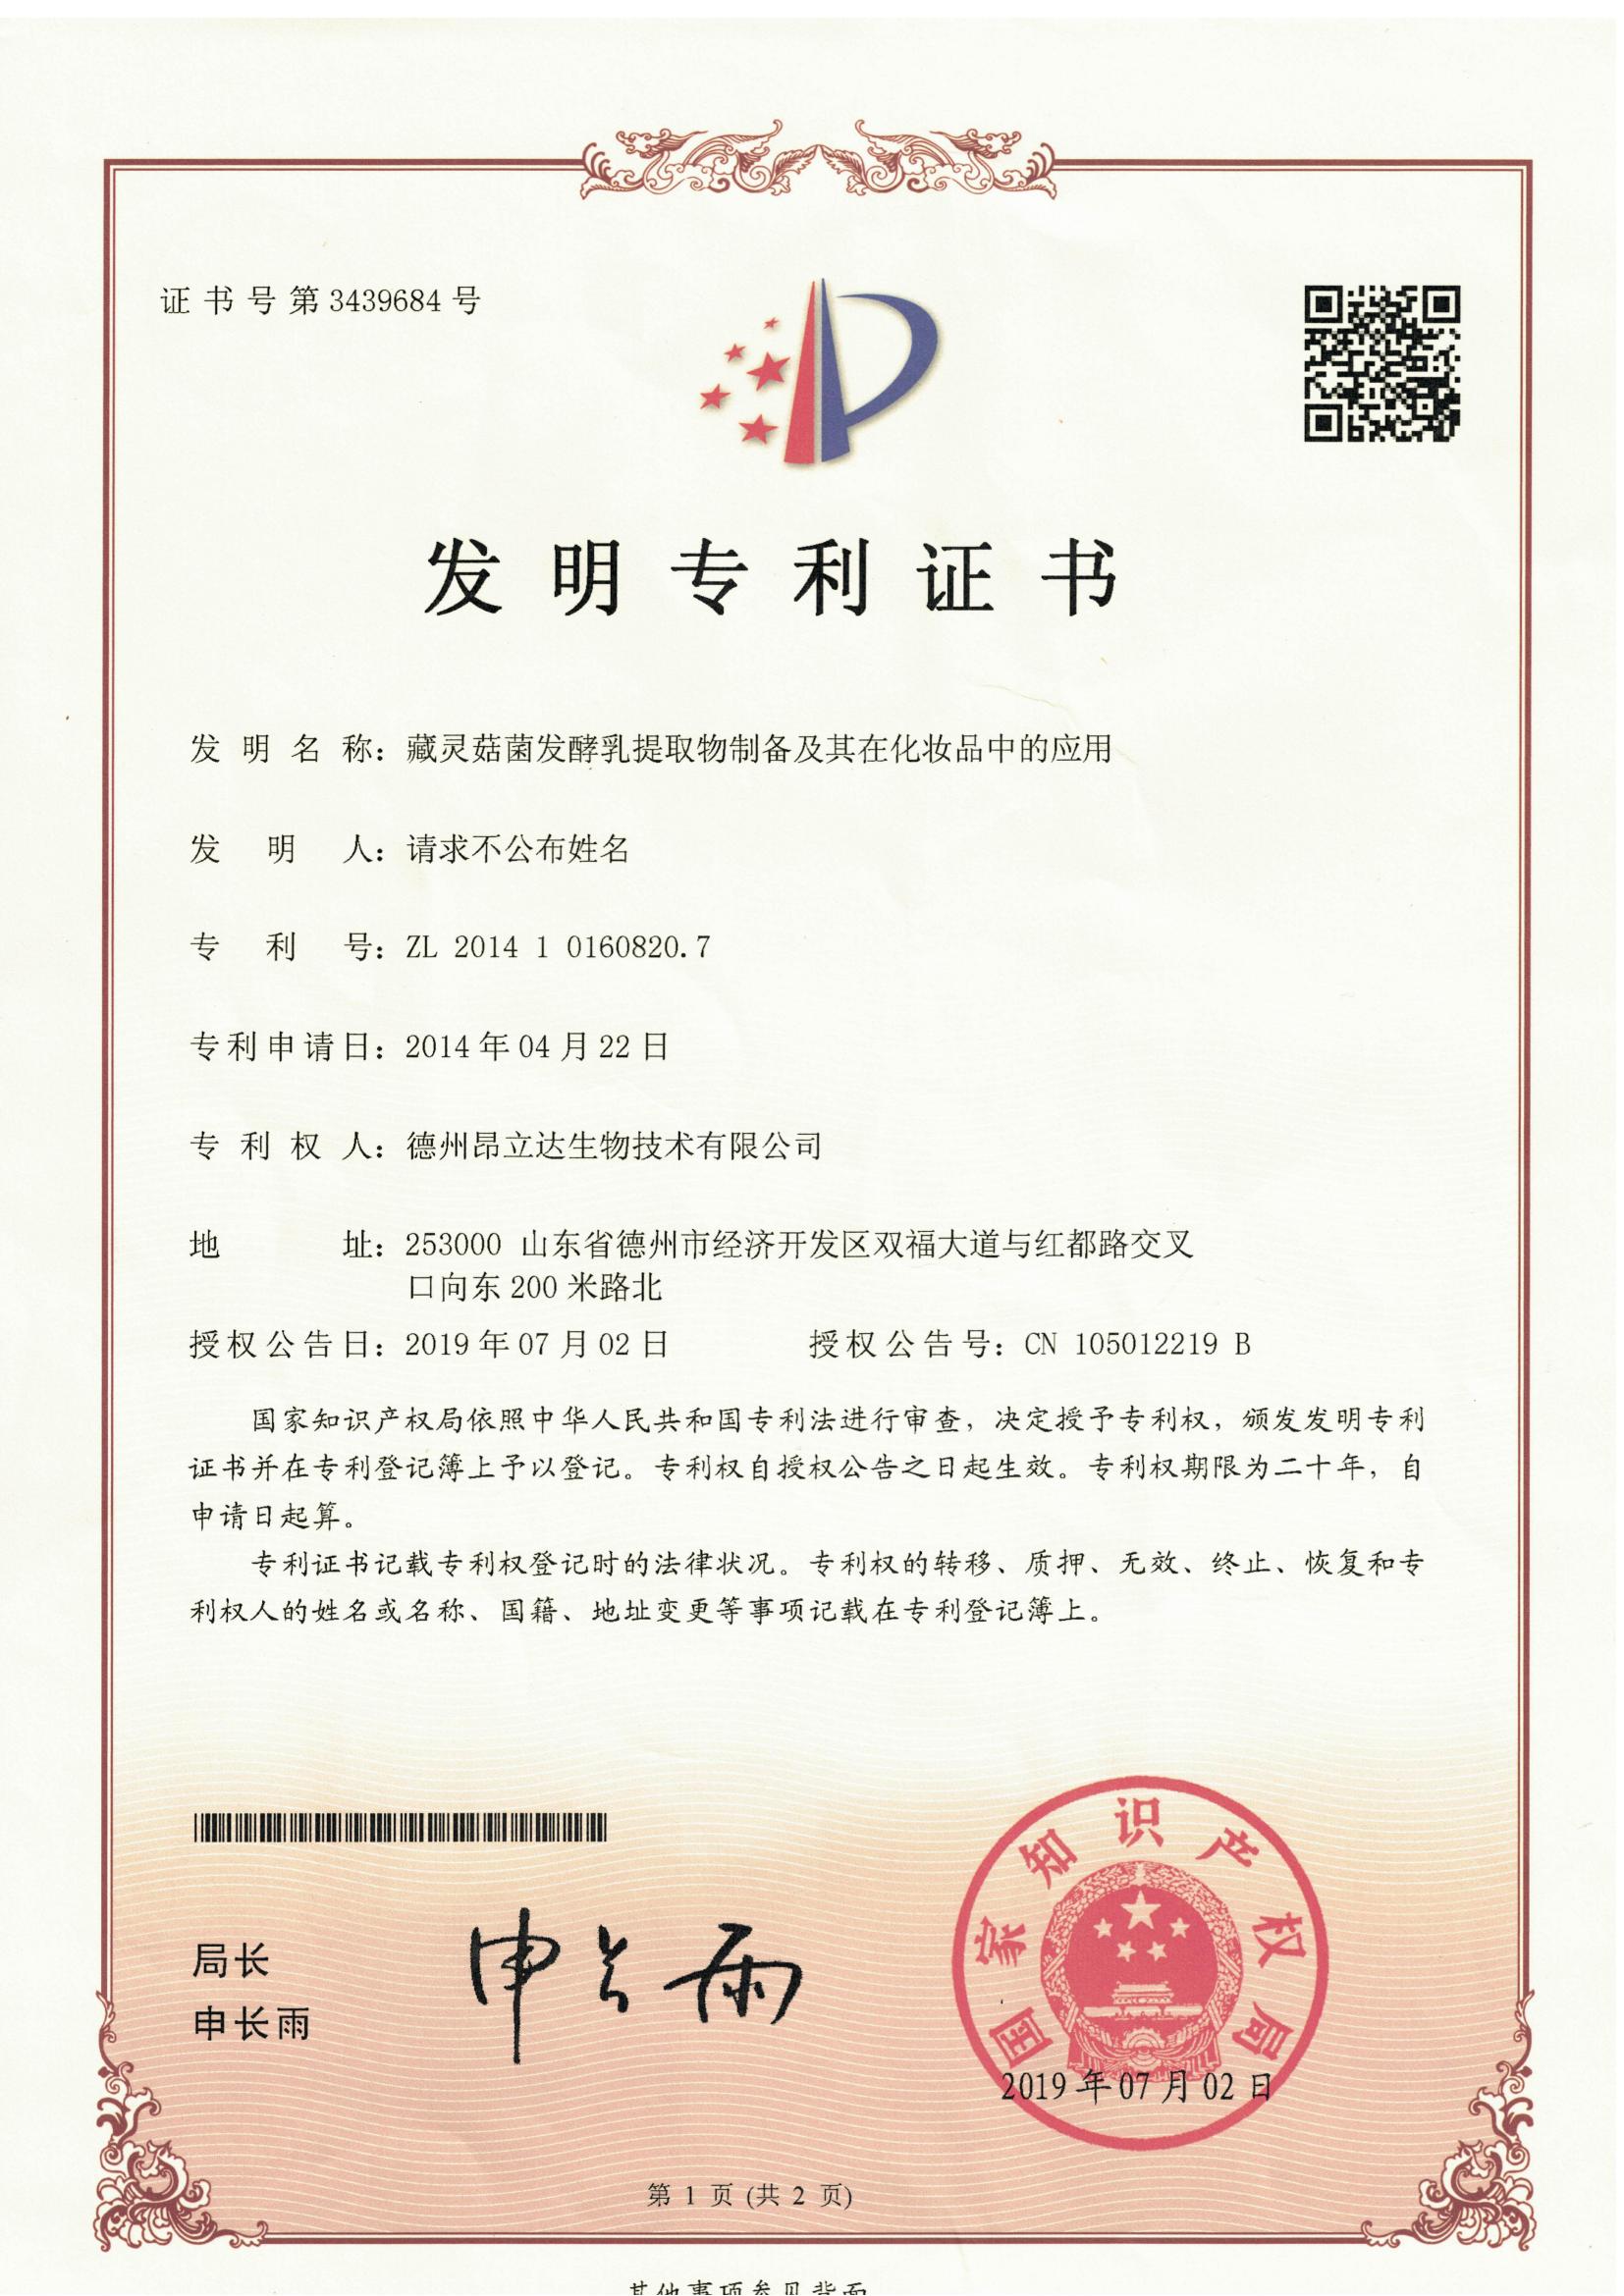 证书号第3439684号
发明专利证书
发明名称：藏灵菇菌发酵乳提取物制备及其在化妆品中的应用
发明人：请求不公布姓名
专利号：ZL 2014 1 0160820.7
专利申请日：2014年04月22日
专利权人：德州昂立达生物技术有限公司
地址：253000 山东省德州市经济开发区双福大道与红都路交叉
口向东200米路北
授权公告日：2019年07月02日 授权公告号：CN 105012219 B
国家知识产权局依照中华人民共和国专利法进行审查，决定授予专利权，颁发发明专利
证书并在专利登记簿上予以登记。专利权自授权公告之日起生效。专利权期限为二十年，自
申请日起算。
专利证书记载专利权登记时的法律状况。专利权的转移、质押、无效、终止、恢复和专
利权人的姓名或名称、国籍、地址变更等事项记载在专利登记簿上。
局长
申长雨
申长雨
国家知识产权局
2019年07月02日
第 1 页 (共 2 页)
其他事项参见背面